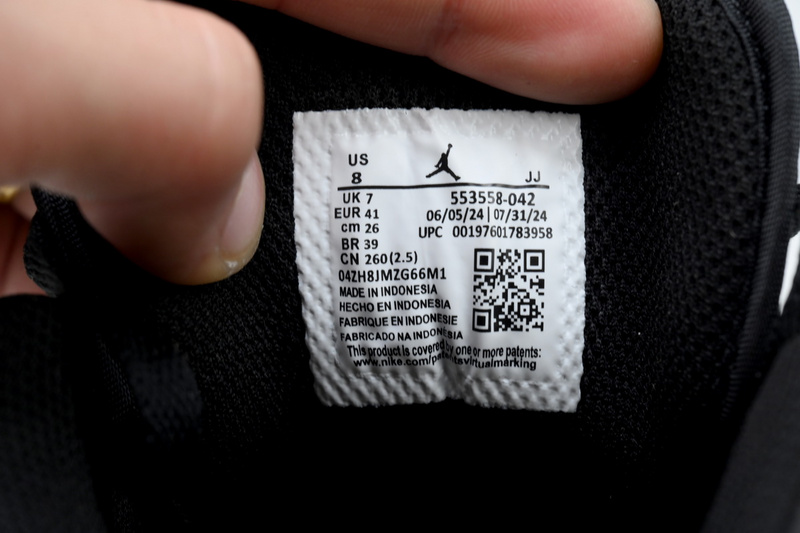 US
8 JJ
UK 7 553558-042
EUR 41 06/05/24 | 07/31/24
cm 26 UPC 00197601783958
BR 39
CN 260(2.5)
04ZH8JMZG66M1
MADE IN INDONESIA
HECHO EN INDONESIA
FABRIQUE EN INDONESIE
FABRICADO NA INDONÉSIA
This product is covered by one or more patents:
www.nike.com/patentsvirtualmarking